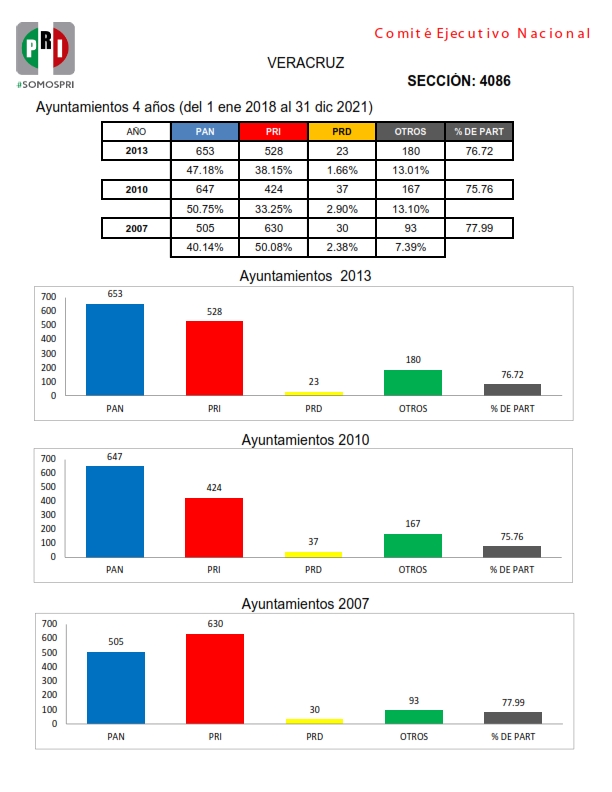 Comité Ejecutivo Nacional
PRI
#SOMOSPRI
VERACRUZ
SECCIÓN: 4086
Ayuntamientos 4 años (del 1 ene 2018 al 31 dic 2021)
AÑO PAN PRI PRD OTROS % DE PART
2013 653 528 23 180 76.72
47.18% 38.15% 1.66% 13.01%
2010 647 424 37 167 75.76
50.75% 33.25% 2.90% 13.10%
2007 505 630 30 93 77.99
40.14% 50.08% 2.38% 7.39%
Ayuntamientos 2013
700
600
500
400
300
200
100
0
653 528 23 180 76.72
PAN PRI PRD OTROS % DE PART
Ayuntamientos 2010
700
600
500
400
300
200
100
0
647 424 37 167 75.76
PAN PRI PRD OTROS % DE PART
Ayuntamientos 2007
700
600
500
400
300
200
100
0
505 630 30 93 77.99
PAN PRI PRD OTROS % DE PART